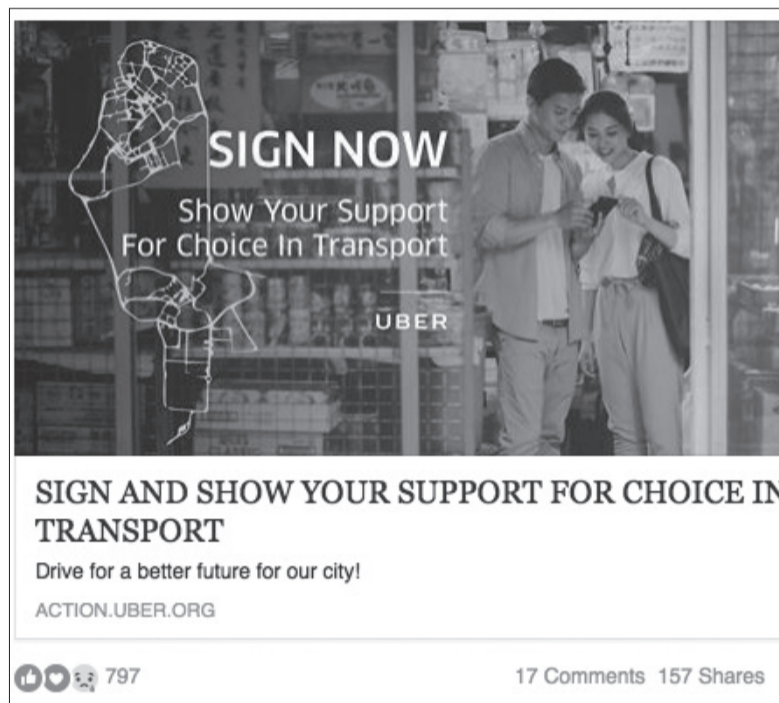 SIGN NOW
Show Your Support
For Choice In Transport
UBER
SIGN AND SHOW YOUR SUPPORT FOR CHOICE IN
TRANSPORT
Drive for a better future for our city!
ACTION.UBER.ORG
797
17 Comments 157 Shares